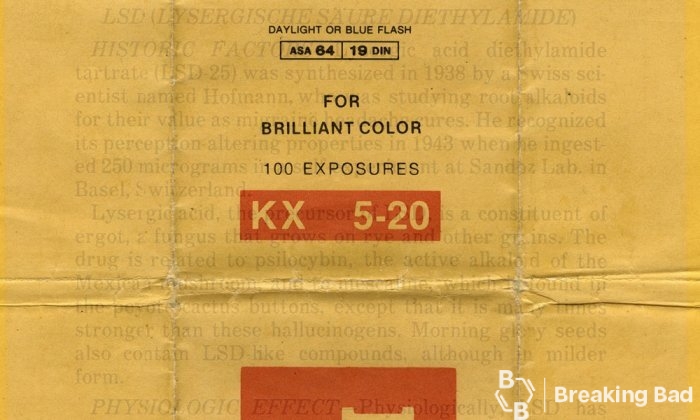 LSD (LYSERGISCHE SAURE DIETHYLAMIDE)
DAYLIGHT OR BLUE FLASH
HISTORIC acid diethylamide
ASA 64 | 19 DIN
tartrate (LSD-25) was synthesized in 1938 by a Swiss sci-
entist named Hofmann, was studying root alkaloids
FOR
for their value as He recognized
BRILLIANT COLOR
its perception-altering properties in 1943 when he ingest-
100 EXPOSURES
ed 250 micrograms in at Sandoz Lab. in
Basel, Switzerland.
KX 5-20
Lysergic acid, the precursor is a constituent of
ergot, a fungus that grows on rye and other grains. The
drug is related to psilocybin, the active alkaloid of the
Mexican mushroom, and to mescaline, which is found in
the peyote cactus buttons, except that it is many times
stronger than these hallucinogens. Morning glory seeds
also contain LSD-like compounds, although in milder
form.
PHYSIOLOGIC EFFECT Physiologically LSD has
Breaking Bad